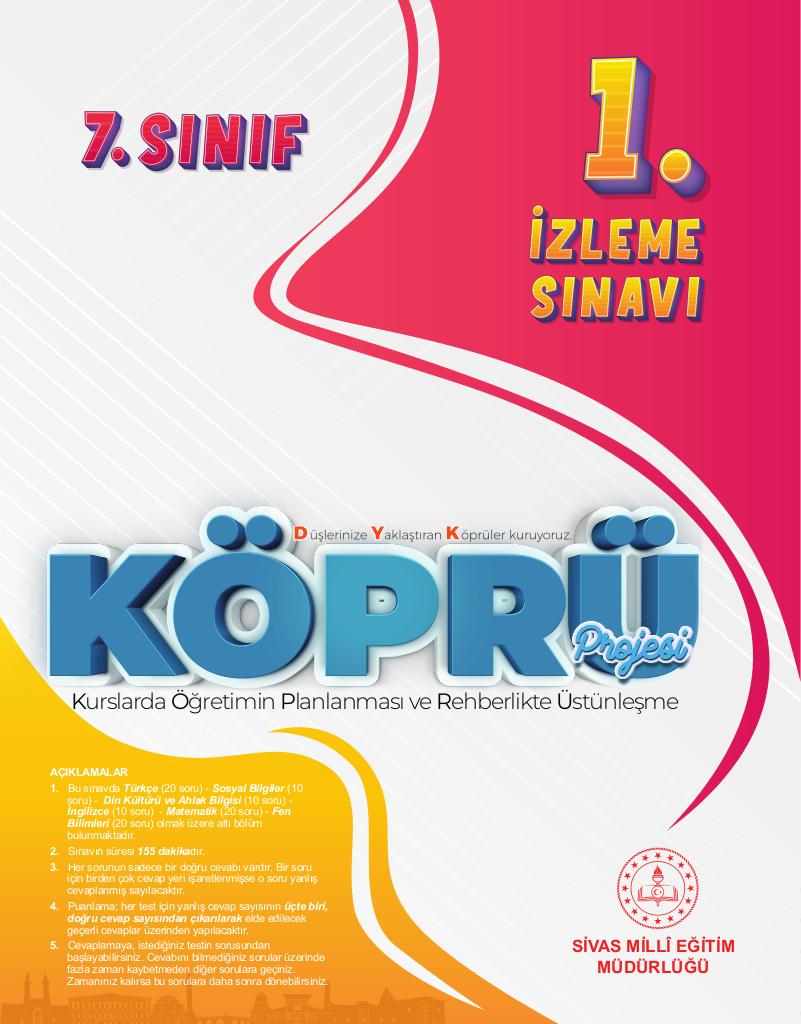 7. SINIF
1.
İZLEME
SINAVI
Düşlerinize Yaklaştıran Köprüler kuruyoruz.
KÖPRÜ
Projesi
Kurslarda Öğretimin Planlanması ve Rehberlikte Üstünleşme
AÇIKLAMALAR
1. Bu sınavda Türkçe (20 soru) - Sosyal Bilgiler (10
soru) - Din Kültürü ve Ahlak Bilgisi (10 soru) -
İngilizce (10 soru) - Matematik (20 soru) - Fen
Bilimleri (20 soru) olmak üzere altı bölüm
bulunmaktadır.
2. Sınavın süresi 155 dakikadır.
3. Her sorunun sadece bir doğru cevabı vardır. Bir soru
için birden çok cevap yeri işaretlenmişse o soru yanlış
cevaplanmış sayılacaktır.
4. Puanlama; her test için yanlış cevap sayısının üçte biri,
doğru cevap sayısından çıkarılarak elde edilecek
geçerli cevaplar üzerinden yapılacaktır.
5. Cevaplamaya, istediğiniz testin sorusundan
başlayabilirsiniz. Cevabını bilmediğiniz sorular üzerinde
fazla zaman kaybetmeden diğer sorulara geçiniz.
Zamanınız kalırsa bu sorulara daha sonra dönebilirsiniz.
SİVAS MİLLÎ EĞİTİM
MÜDÜRLÜĞÜ